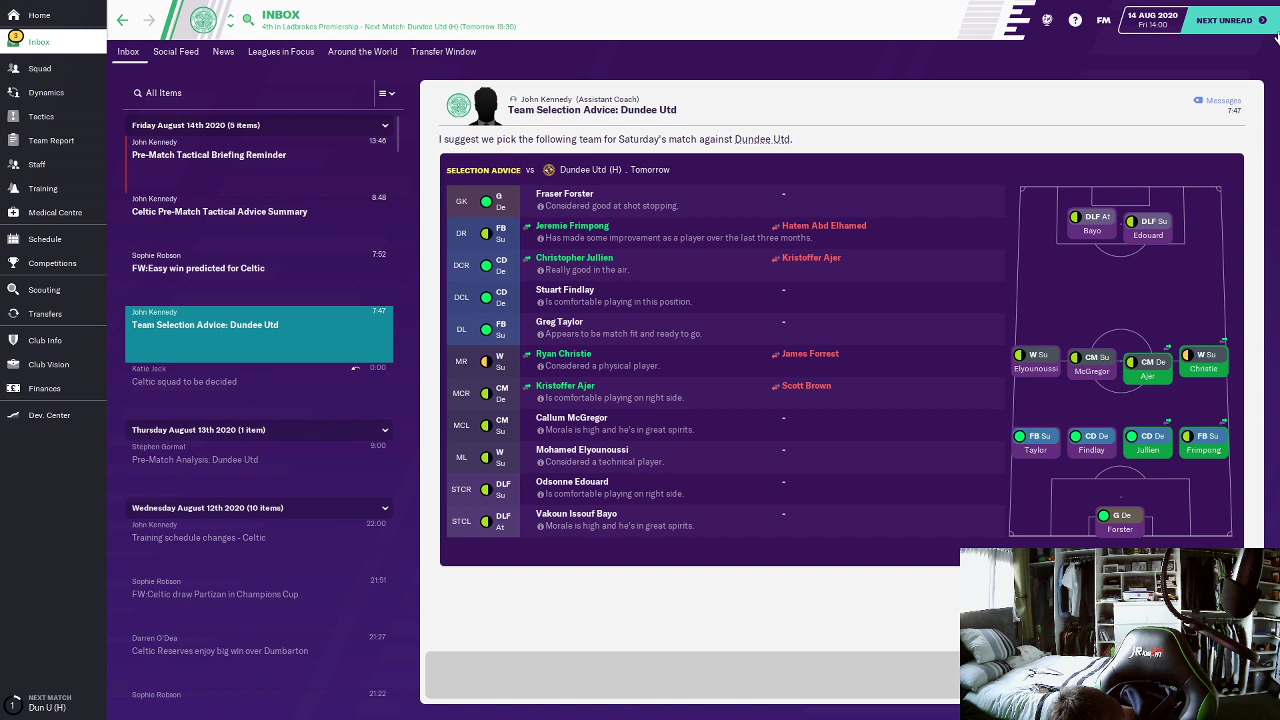 INBOX
4th in Ladbrokes Premiership - Next Match: Dundee Utd (H) (Tomorrow 19:30)
FM
14 AUG 2020
Fri 14:00
NEXT UNREAD
3
Inbox
Dynamics
Tactics
Team Report
Staff
Training
Schedule
Competitions
Scouting
Transfers
Club Info
Club Vision
Finances
Dev. Center
1
NEXT MATCH
Dun U (H)
Inbox
Social Feed
News
Leagues in Focus
Around the World
Transfer Window
All Items
Friday August 14th 2020 (5 items)
John Kennedy 13:46
Pre-Match Tactical Briefing Reminder
John Kennedy 8:48
Celtic Pre-Match Tactical Advice Summary
Sophie Robson 7:52
FW:Easy win predicted for Celtic
John Kennedy 7:47
Team Selection Advice: Dundee Utd
Katie Jack 0:00
Celtic squad to be decided
Thursday August 13th 2020 (1 item)
Stephen Gormal 9:00
Pre-Match Analysis: Dundee Utd
Wednesday August 12th 2020 (10 items)
John Kennedy 22:00
Training schedule changes - Celtic
Sophie Robson 21:51
FW:Celtic draw Partizan in Champions Cup
Darren O'Dea 21:27
Celtic Reserves enjoy big win over Dumbarton
Sophie Robson 21:22
John Kennedy (Assistant Coach)
Team Selection Advice: Dundee Utd
Messages
7:47
I suggest we pick the following team for Saturday's match against Dundee Utd.
SELECTION ADVICE vs Dundee Utd (H) . Tomorrow
GK G De Fraser Forster -
Considered good at shot stopping.
DR FB Su Jeremie Frimpong Hatem Abd Elhamed
Has made some improvement as a player over the last three months.
DCR CD De Christopher Jullien Kristoffer Ajer
Really good in the air.
DCL CD De Stuart Findlay -
Is comfortable playing in this position.
DL FB Su Greg Taylor -
Appears to be match fit and ready to go.
MR W Su Ryan Christie James Forrest
Considered a physical player.
MCR CM De Kristoffer Ajer Scott Brown
Is comfortable playing on right side.
MCL CM Su Callum McGregor -
Morale is high and he's in great spirits.
ML W Su Mohamed Elyounoussi -
Considered a technical player.
STCR DLF Su Odsonne Edouard -
Is comfortable playing on right side.
STCL DLF At Vakoun Issouf Bayo -
Morale is high and he's in great spirits.
DLF At
Bayo
DLF Su
Edouard
W Su
Elyounoussi
CM Su
McGregor
CM De
Ajer
W Su
Christie
FB Su
Taylor
CD De
Findlay
CD De
Jullien
FB Su
Frimpong
G De
Forster